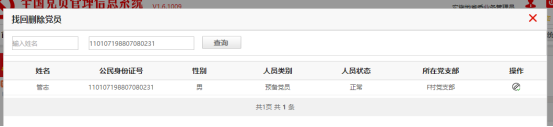 全国党员管理信息系统 V1.6.1009
找回删除党员
输入姓名 110107198807080231 查询
姓名 公民身份证号 性别 人员类别 人员状态 所在党支部 操作
管志 110107198807080231 男 预备党员 正常 F村党支部
共1页 共 1 条